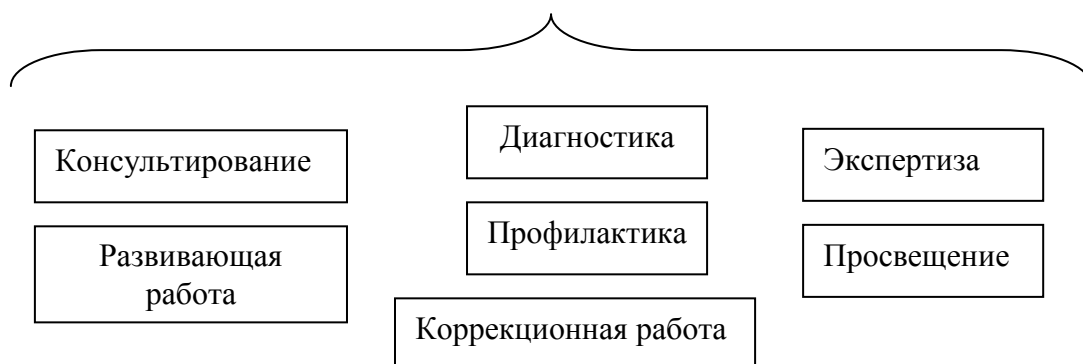 Консультирование
Диагностика
Экспертиза
Развивающая
работа
Профилактика
Просвещение
Коррекционная работа